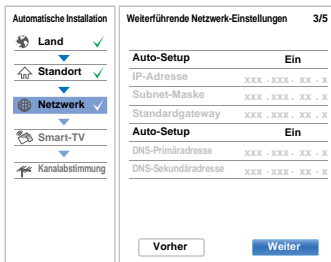 Automatische Installation
Land
Standort
Netzwerk
Smart-TV
Kanalabstimmung
Weiterführende Netzwerk-Einstellungen 3/5
Auto-Setup Ein
IP-Adresse xxx . xxx . xx . x
Subnet-Maske xxx . xxx . xx . x
Standardgateway xxx . xxx . xx . x
Auto-Setup Ein
DNS-Primäradresse xxx . xxx . xx . x
DNS-Sekundäradresse xxx . xxx . xx . x
Vorher Weiter